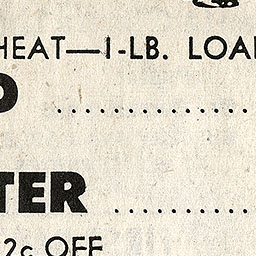 HEAT—1-LB. LOA
D ................
TER ............
2c OFF